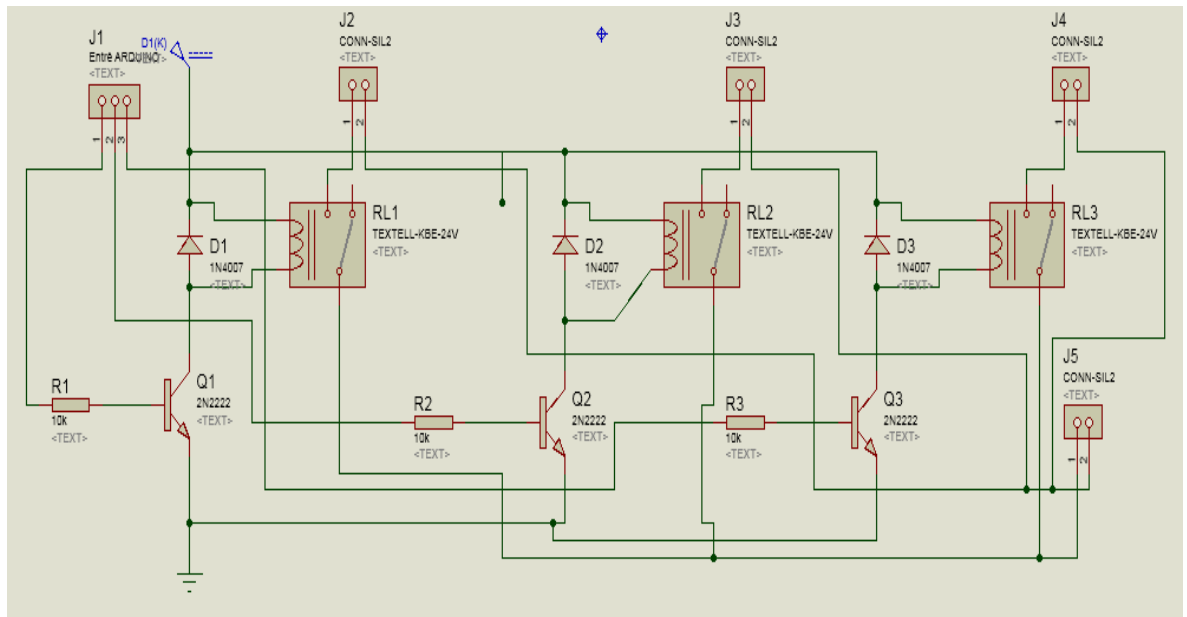 J1
Entré ARDUINO
<TEXT>
1
2
3
D1(K)
J2
CONN-SIL2
<TEXT>
1
2
J3
CONN-SIL2
<TEXT>
1
2
J4
CONN-SIL2
<TEXT>
1
2
D1
1N4007
<TEXT>
RL1
TEXTELL-KBE-24V
<TEXT>
D2
1N4007
<TEXT>
RL2
TEXTELL-KBE-24V
<TEXT>
D3
1N4007
<TEXT>
RL3
TEXTELL-KBE-24V
<TEXT>
R1
10k
<TEXT>
Q1
2N2222
<TEXT>
R2
10k
<TEXT>
Q2
2N2222
<TEXT>
R3
10k
<TEXT>
Q3
2N2222
<TEXT>
J5
CONN-SIL2
<TEXT>
1
2